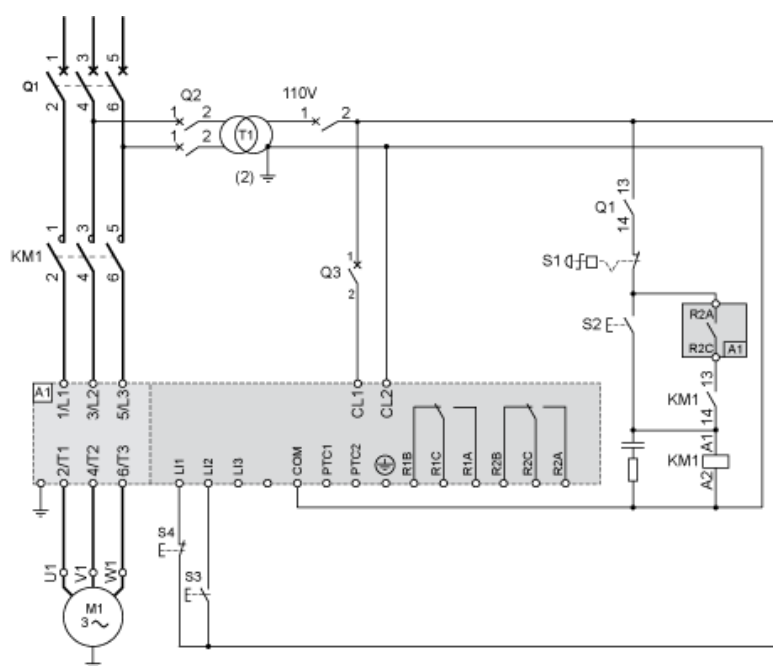 1 3 5
Q1
2 4 6
Q2
1 2
1 2
T1
(2)
110V
1 2
1 3 5
KM1
2 4 6
Q3
1
2
13
Q1
14
S1
S2
R2A
R2C
A1
13
KM1
14
A1
KM1
A2
A1
1/L1 3/L2 5/L3
CL1 CL2
2/T1 4/T2 6/T3
LI1 LI2 LI3 COM PTC1 PTC2 R1B R1C R1A R2B R2C R2A
S4
S3
U1 V1 W1
M1
3